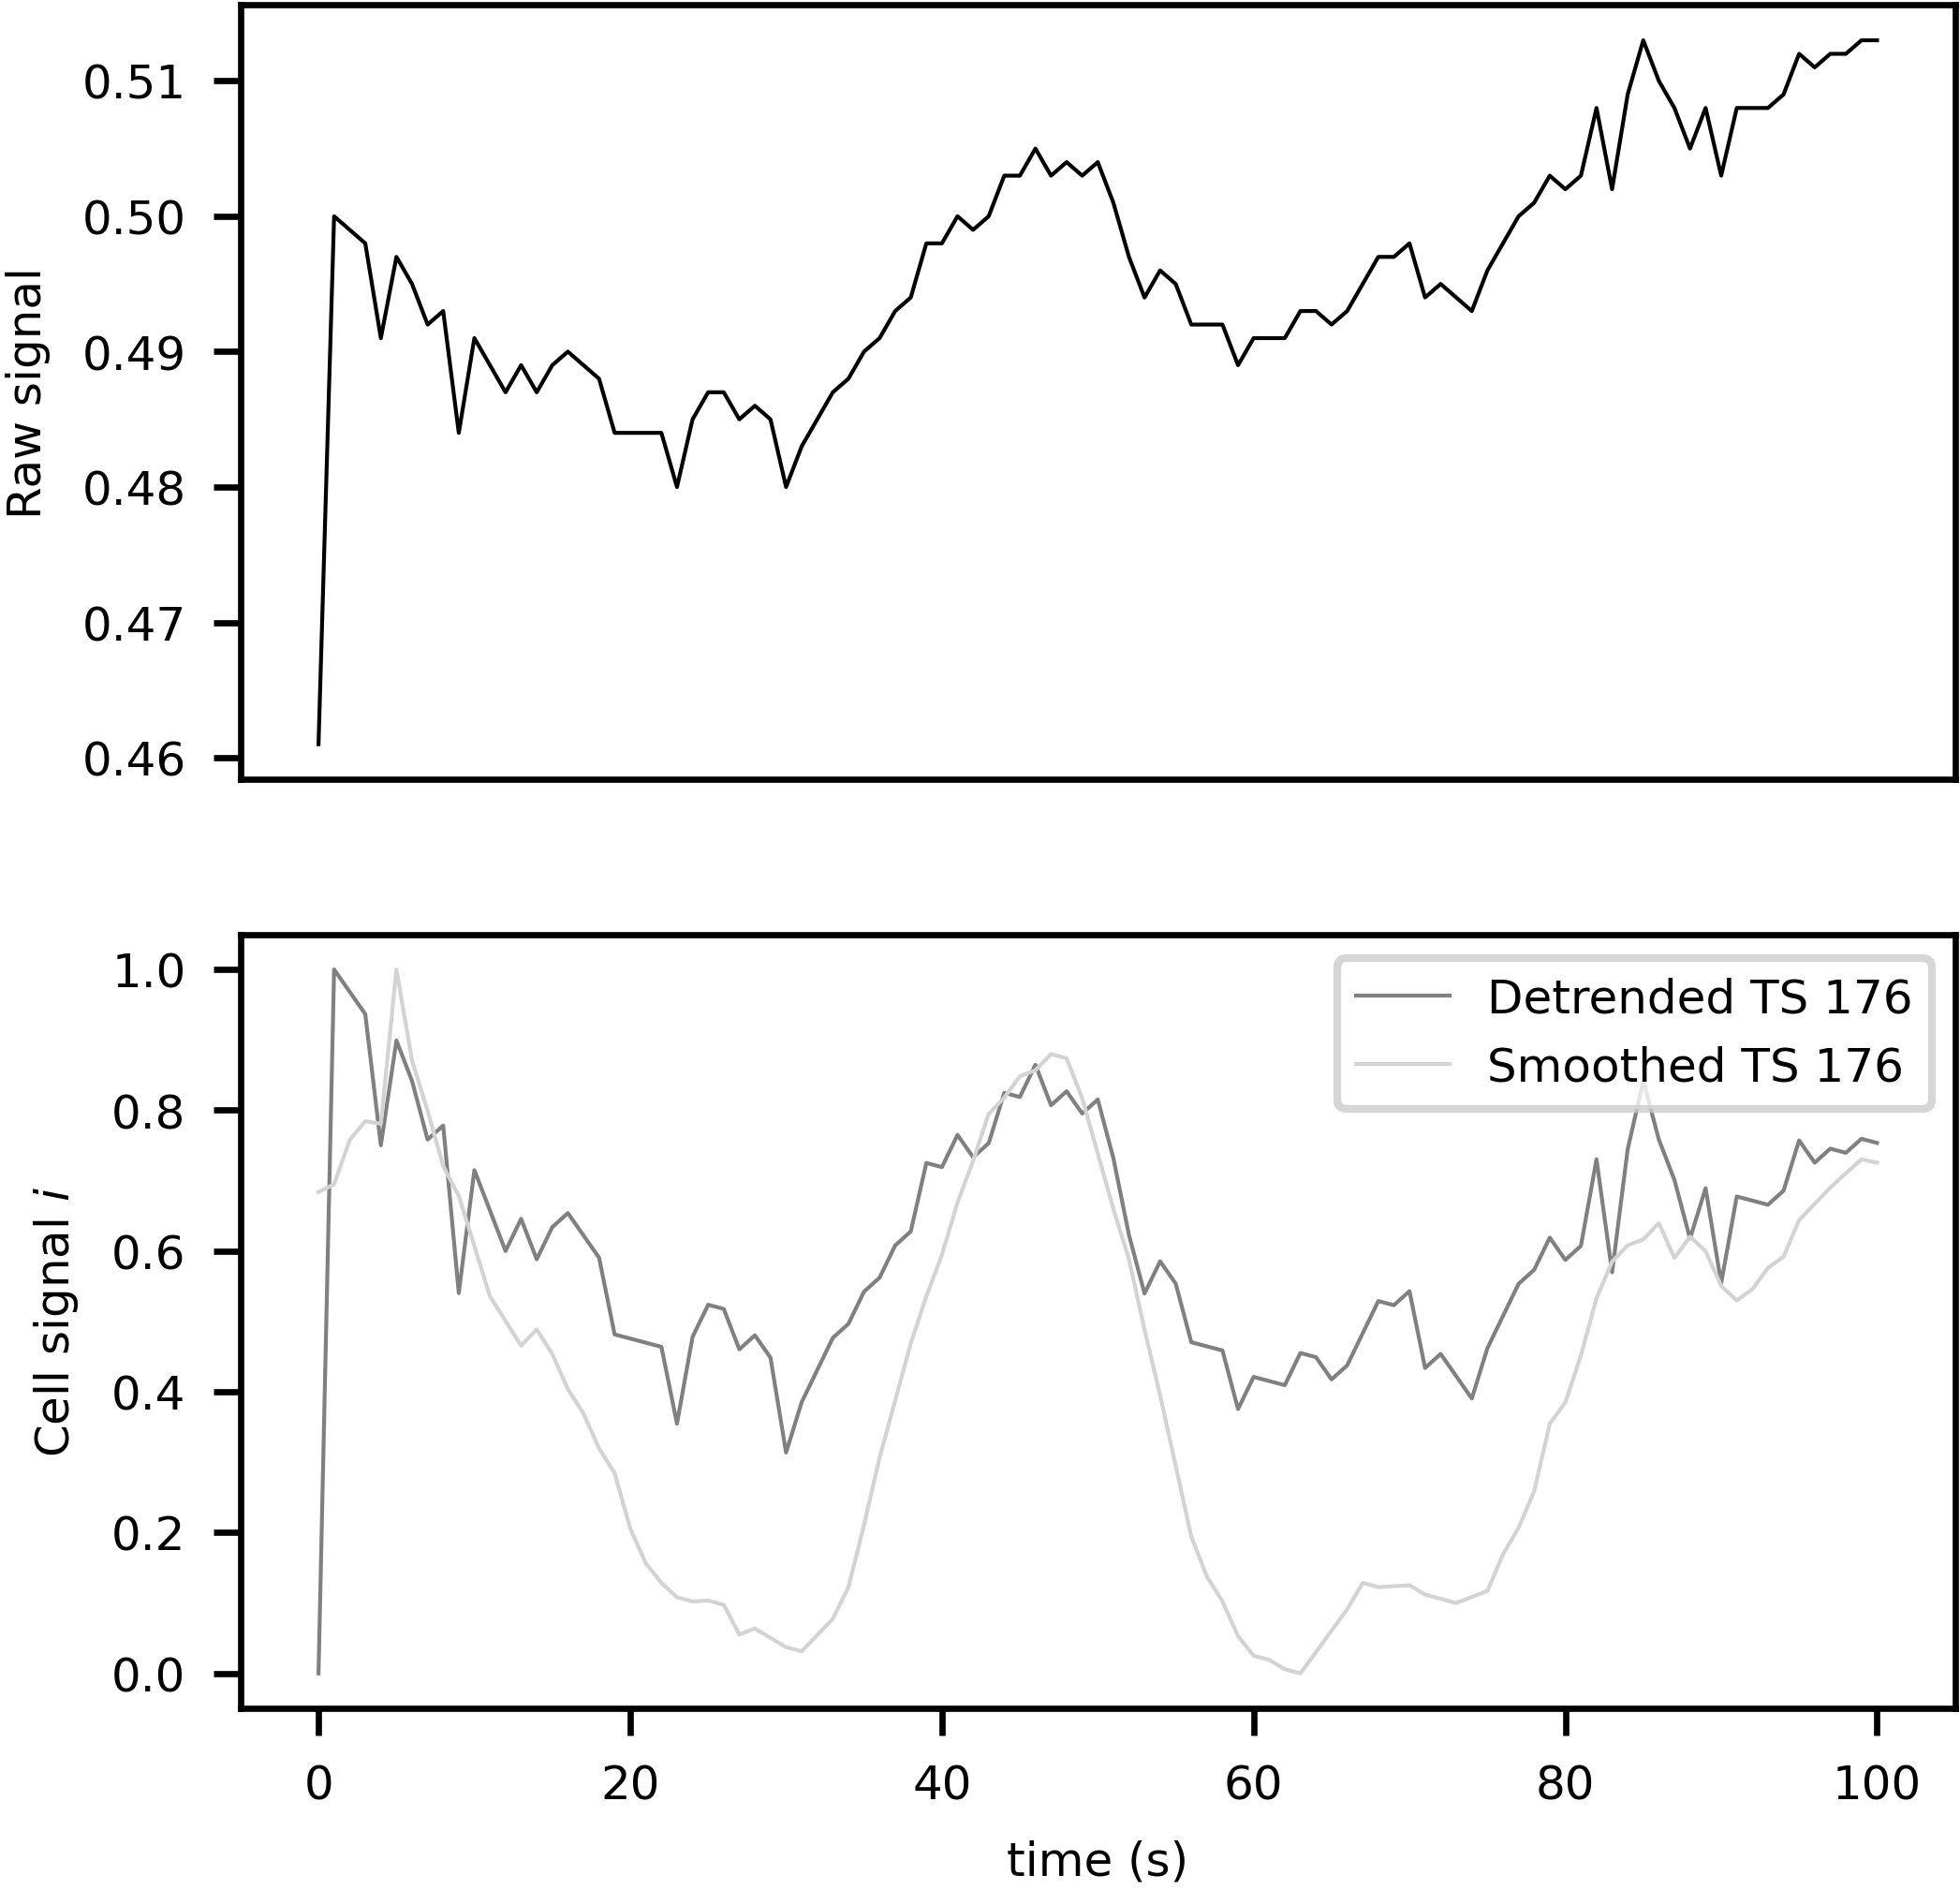 0.51
0.50
0.49
0.48
0.47
0.46
Raw signal
1.0
0.8
0.6
0.4
0.2
0.0
Cell signal i
Detrended TS 176
Smoothed TS 176
0 20 40 60 80 100
time (s)